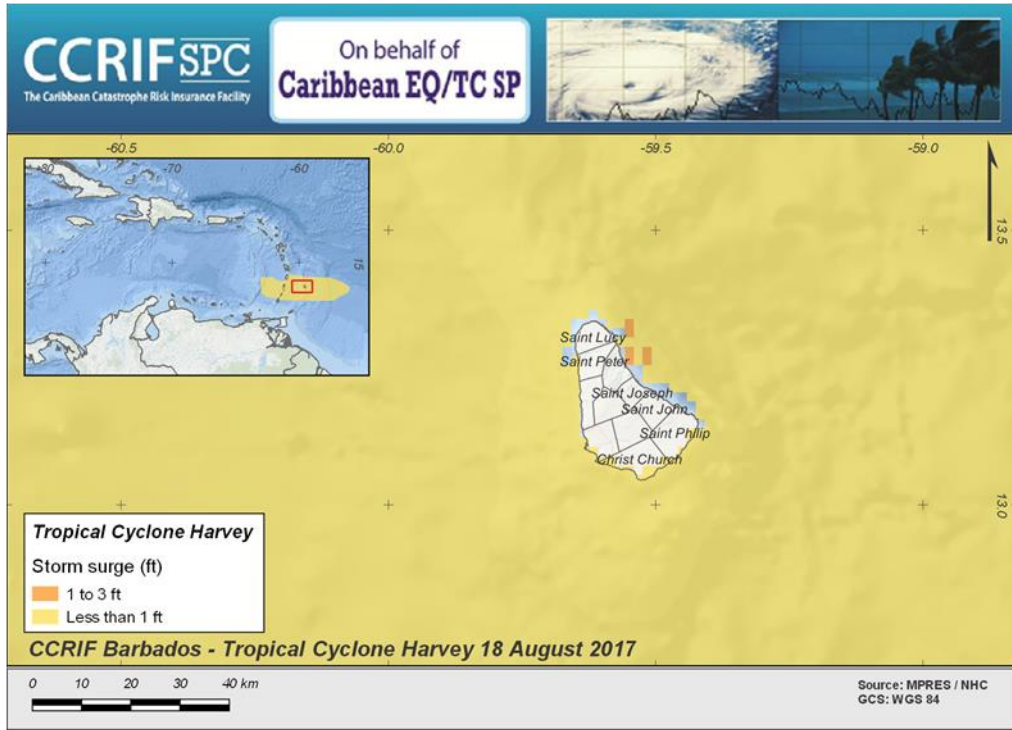 CCRIF SPC
The Caribbean Catastrophe Risk Insurance Facility
On behalf of
Caribbean EQ/TC SP
-60.5
-60.0
-59.5
-59.0
-80
-70
-60
15
13.5
Saint Lucy
Saint Peter
Saint Joseph
Saint John
Saint Philip
Christ Church
13.0
Tropical Cyclone Harvey
Storm surge (ft)
1 to 3 ft
Less than 1 ft
CCRIF Barbados - Tropical Cyclone Harvey 18 August 2017
0 10 20 30 40 km
Source: MPRES / NHC
GCS: WGS 84